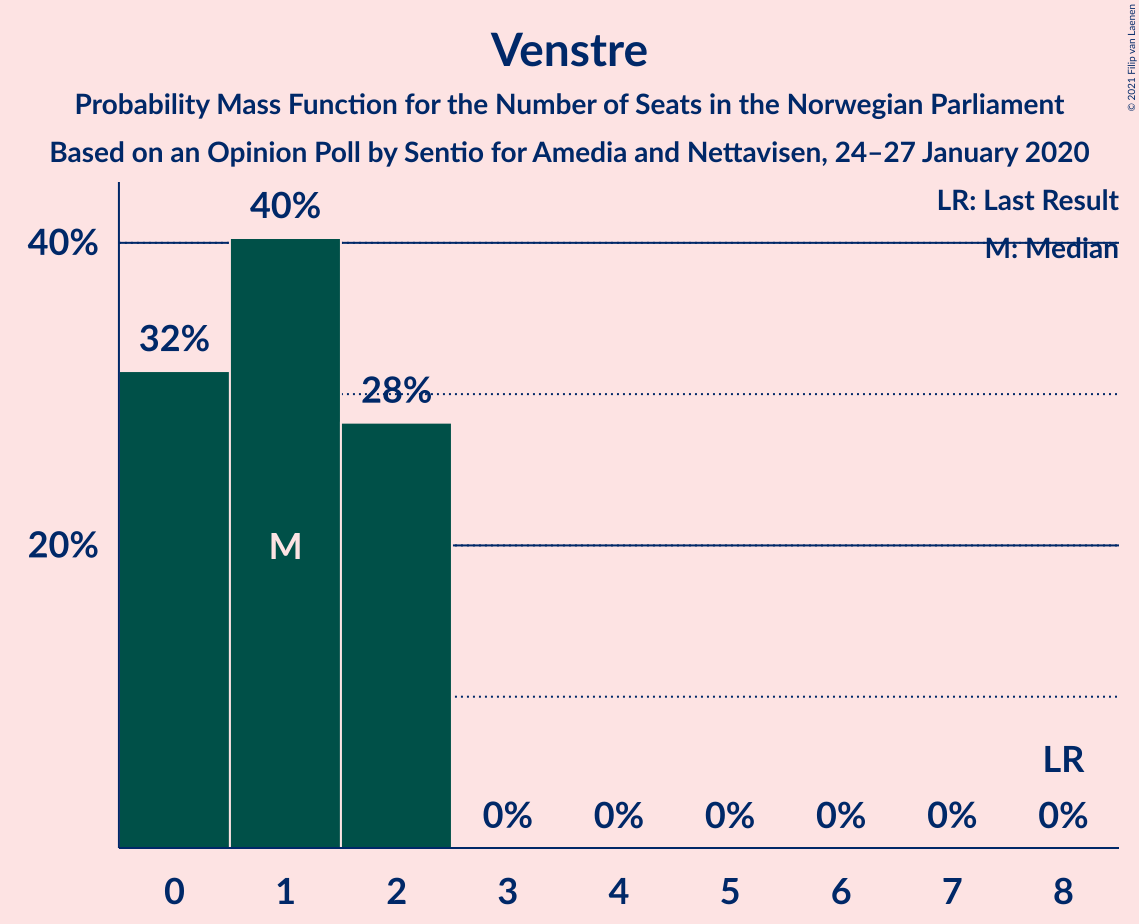 Venstre
Probability Mass Function for the Number of Seats in the Norwegian Parliament
Based on an Opinion Poll by Sentio for Amedia and Nettavisen, 24–27 January 2020
© 2021 Filip van Laenen
LR: Last Result
M: Median
40%
20%
32%
40%
28%
0%
0%
0%
0%
0%
0%
M
LR
0 1 2 3 4 5 6 7 8